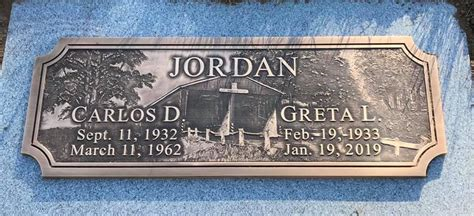 JORDAN
CARLOS D.
Sept. 11, 1932
March 11, 1962
GRETA L.
Feb. 19, 1933
Jan. 19, 2019